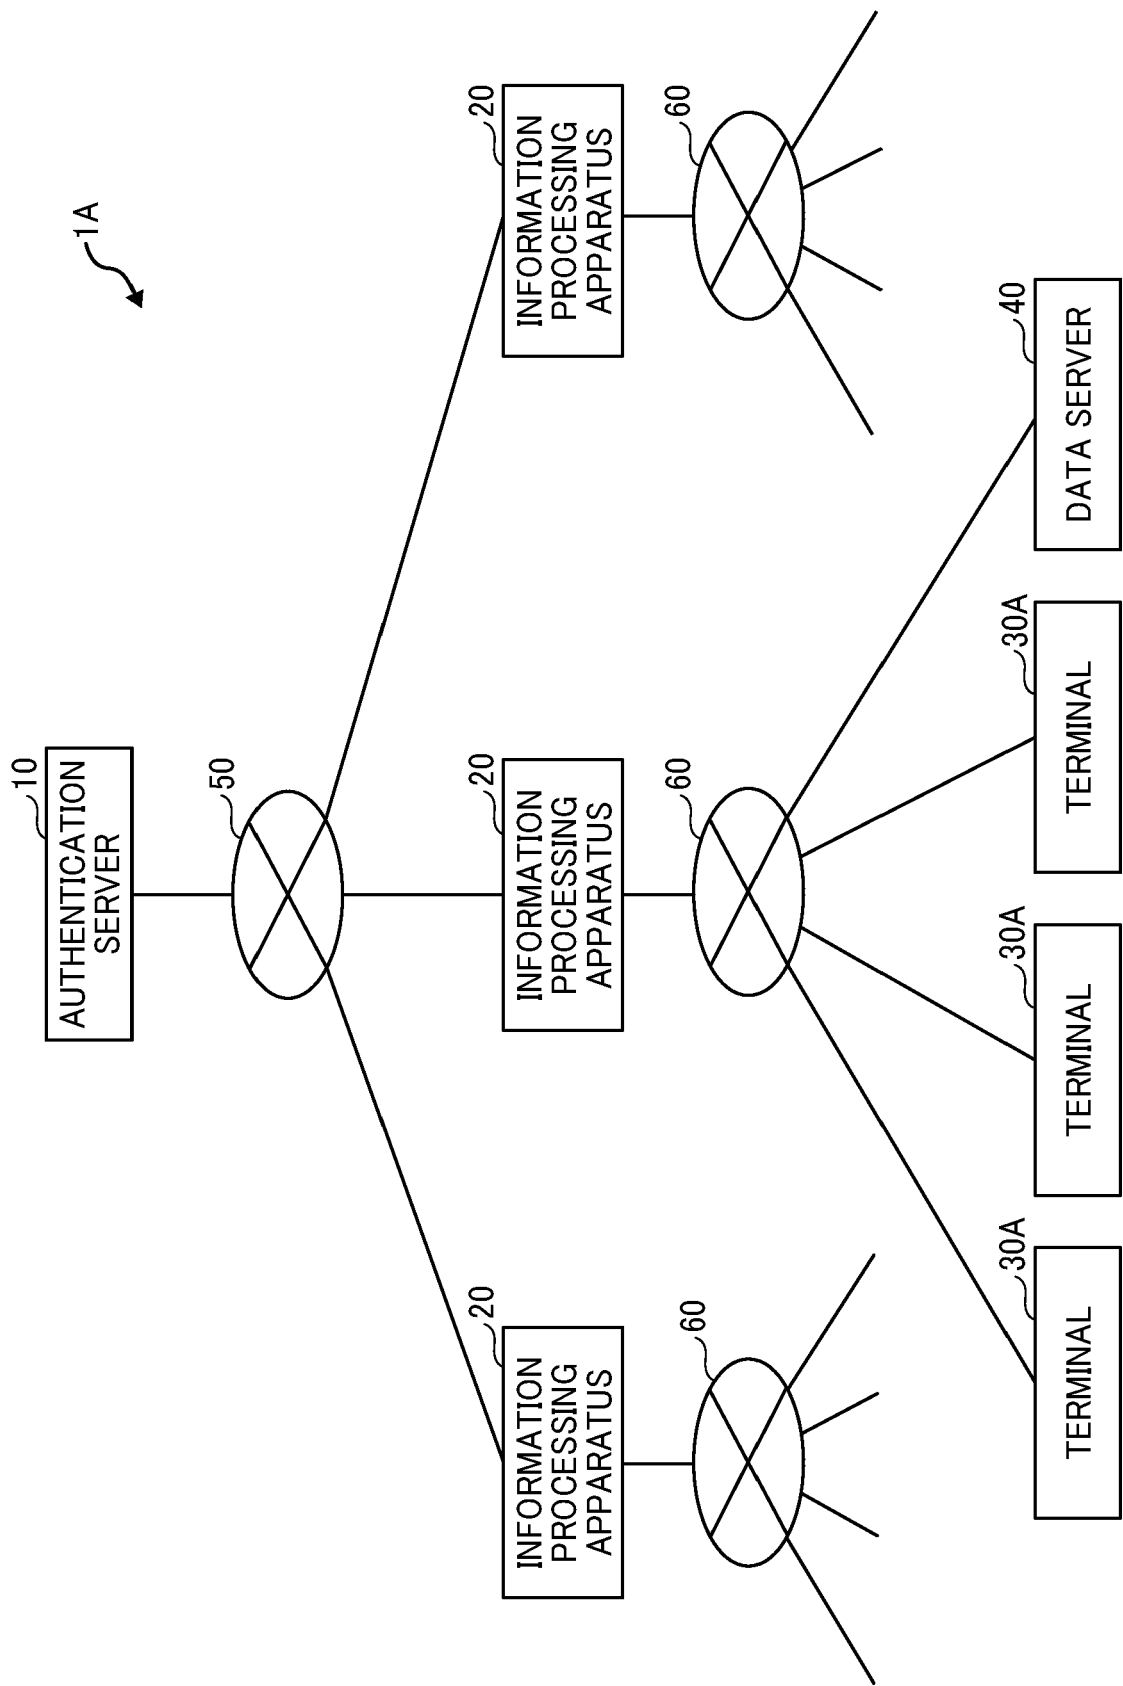 1A
10
AUTHENTICATION
SERVER
50
20
INFORMATION
PROCESSING
APPARATUS
20
INFORMATION
PROCESSING
APPARATUS
20
INFORMATION
PROCESSING
APPARATUS
60
60
60
30A
TERMINAL
30A
TERMINAL
30A
TERMINAL
40
DATA SERVER